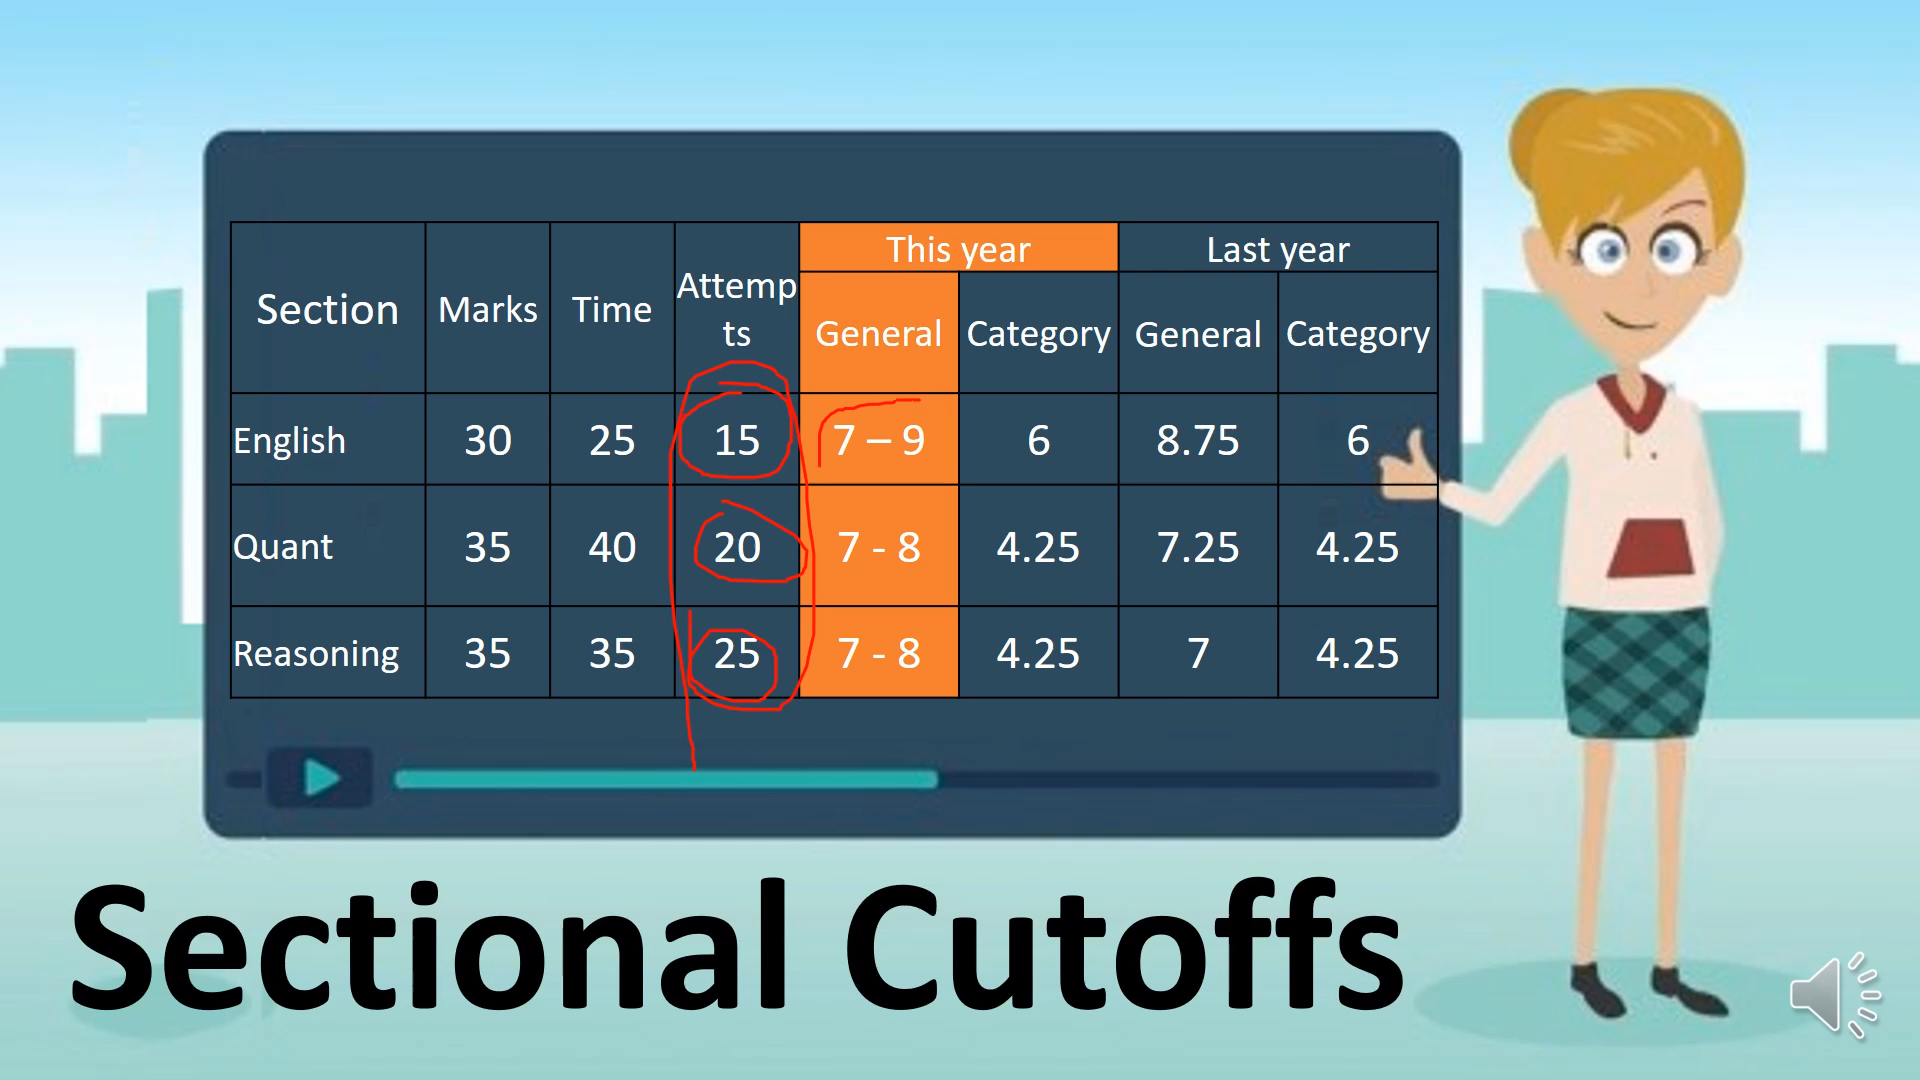 This year Last year
Section Marks Time Attemp
ts General Category General Category
English 30 25 15 7 – 9 6 8.75 6
Quant 35 40 20 7 - 8 4.25 7.25 4.25
Reasoning 35 35 25 7 - 8 4.25 7 4.25
Sectional Cutoffs